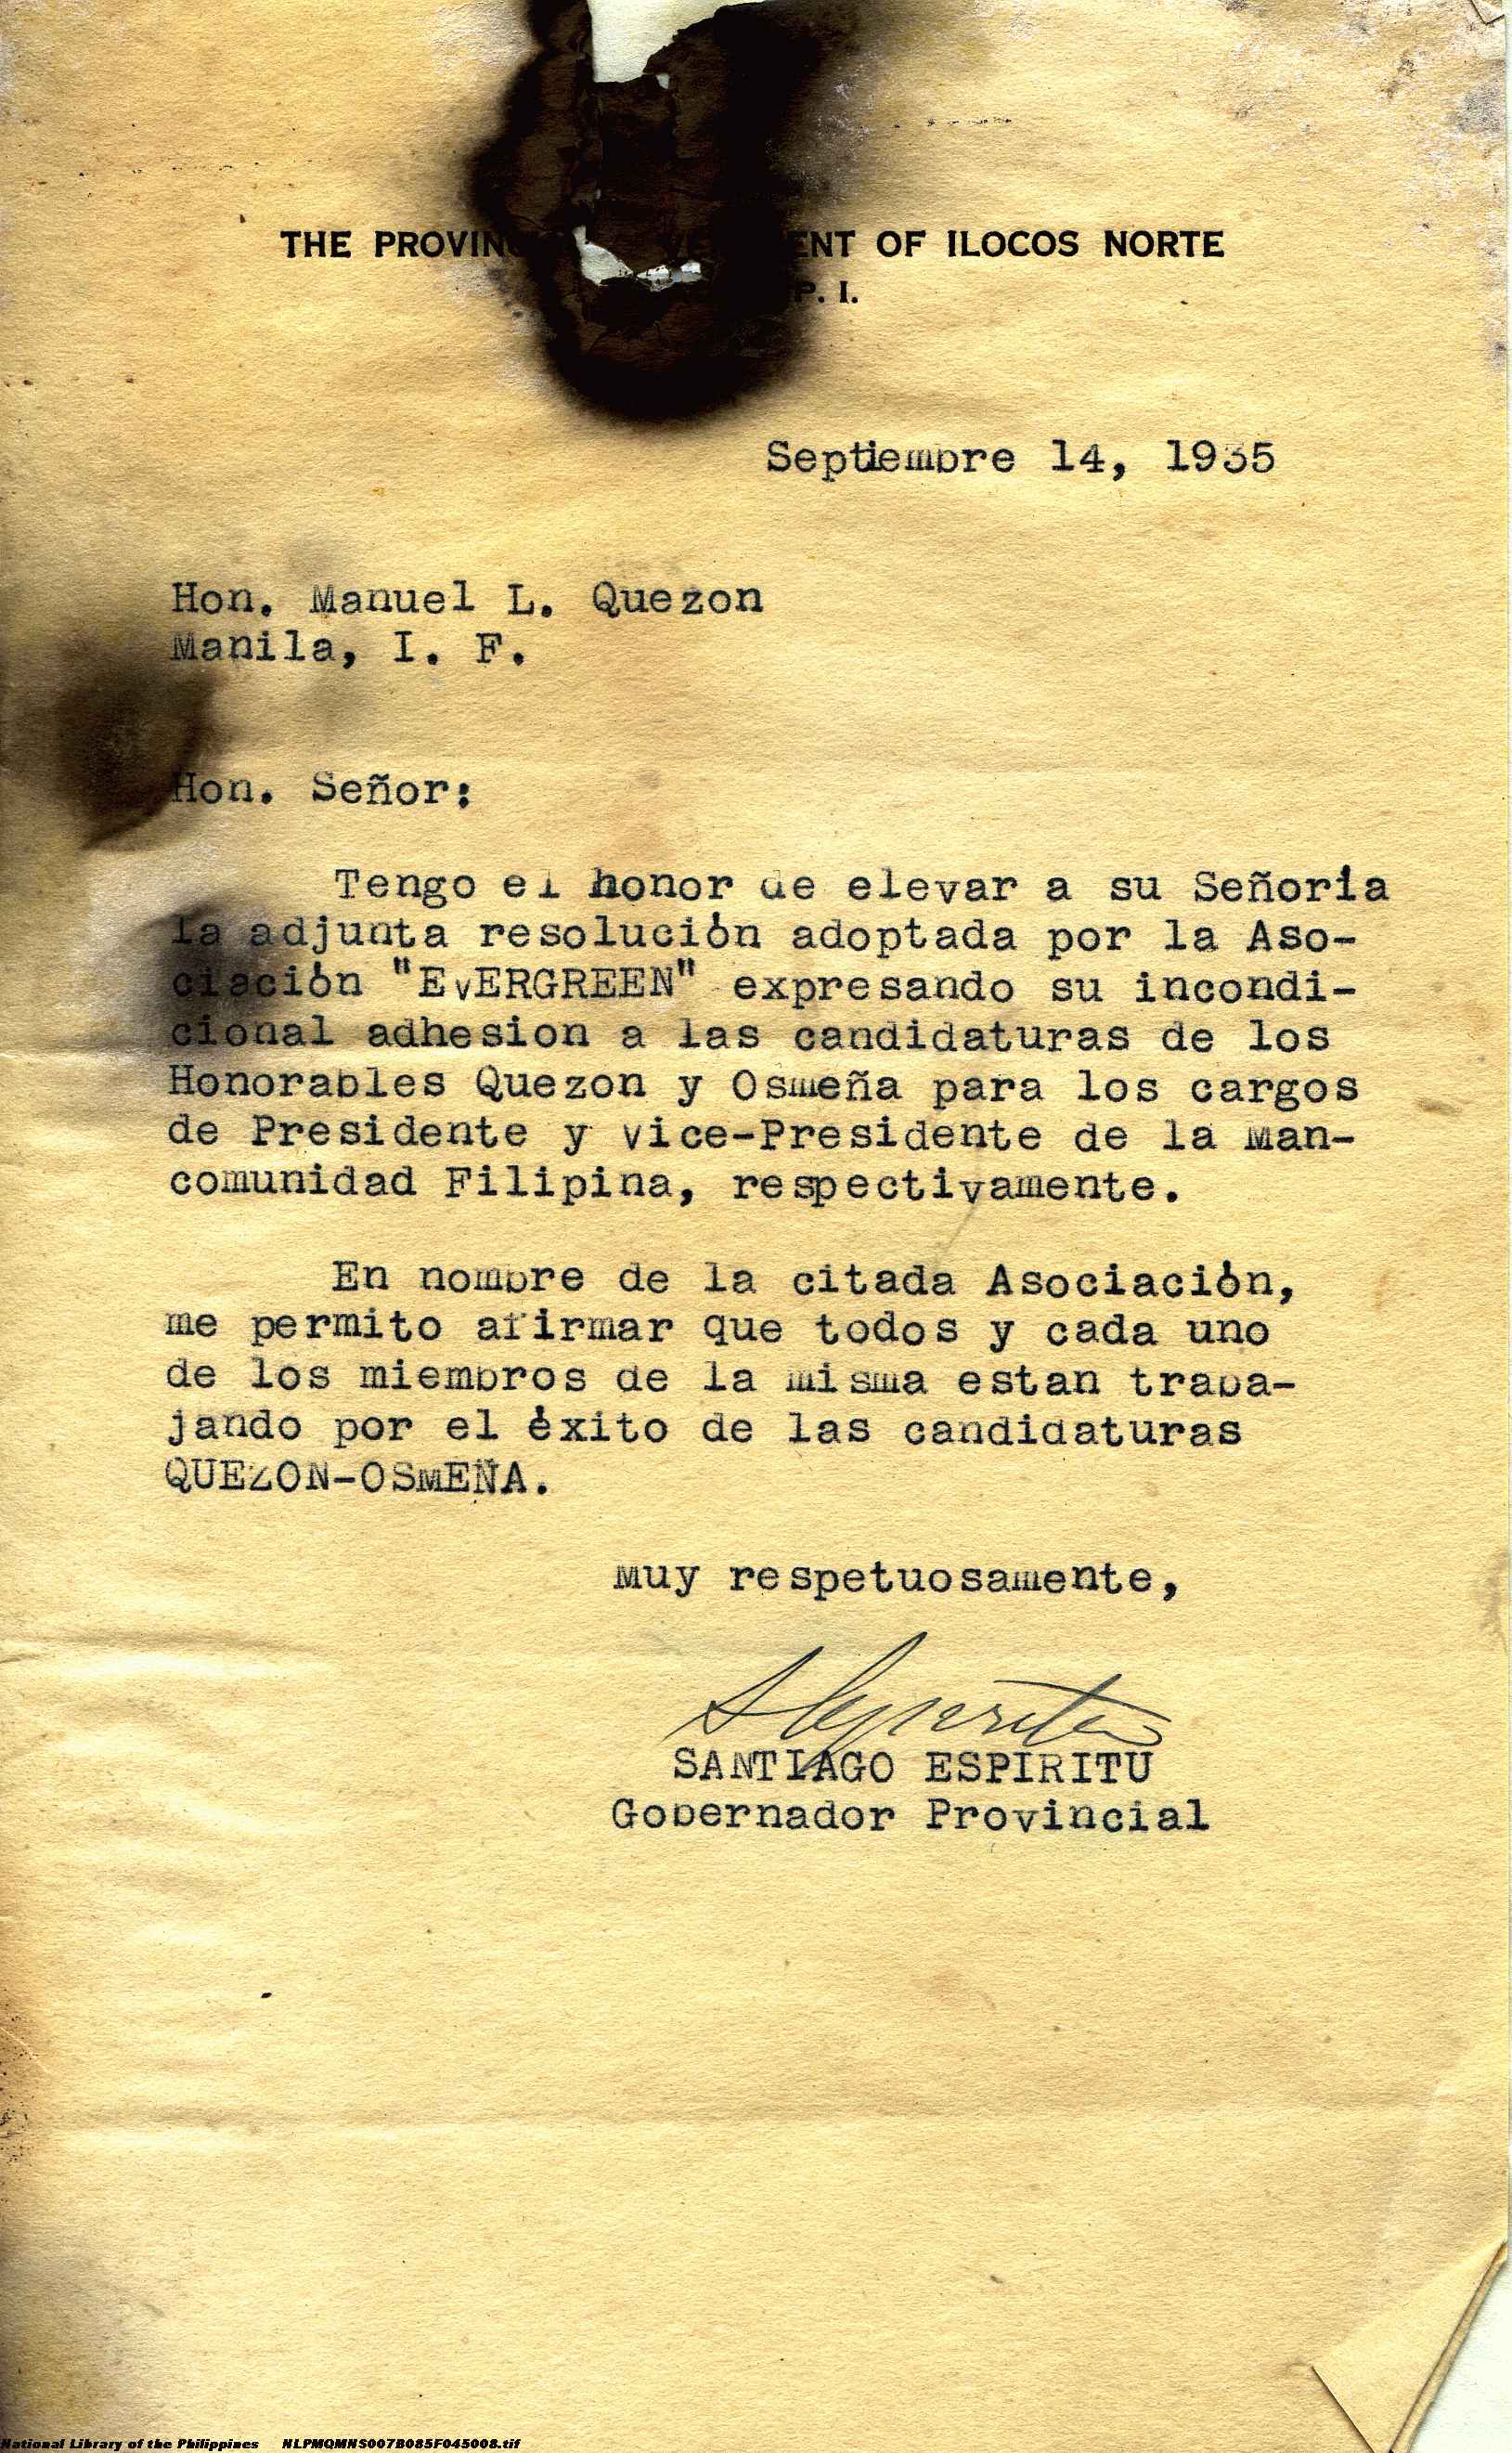 THE PROVIN ENT OF ILOCOS NORTE
P. I.
Septiembre 14, 1935
Hon. Manuel L. Quezon
Manila, I. F.
Hon. Señor:
Tengo el honor de elevar a su Señoria
la adjunta resolución adoptada por la Aso-
ciación "EvERGREEN" expresando su incondi-
cional adhesion a las candidaturas de los
Honorables Quezon y Osmeña para los cargos
de Presidente y Vice-Presidente de la Man-
comunidad Filipina, respectivamente.
En nombre de la citada Asociación,
me permito afirmar que todos y cada uno
de los miembros de la misma estan traba-
jando por el éxito de las candidaturas
QUEZON-OSMEÑA.
Muy respetuosamente,
SEspiritu
SANTIAGO ESPIRITU
Gobernador Provincial
National Library of the Philippines NLPMQMNS007B085F045008.tif